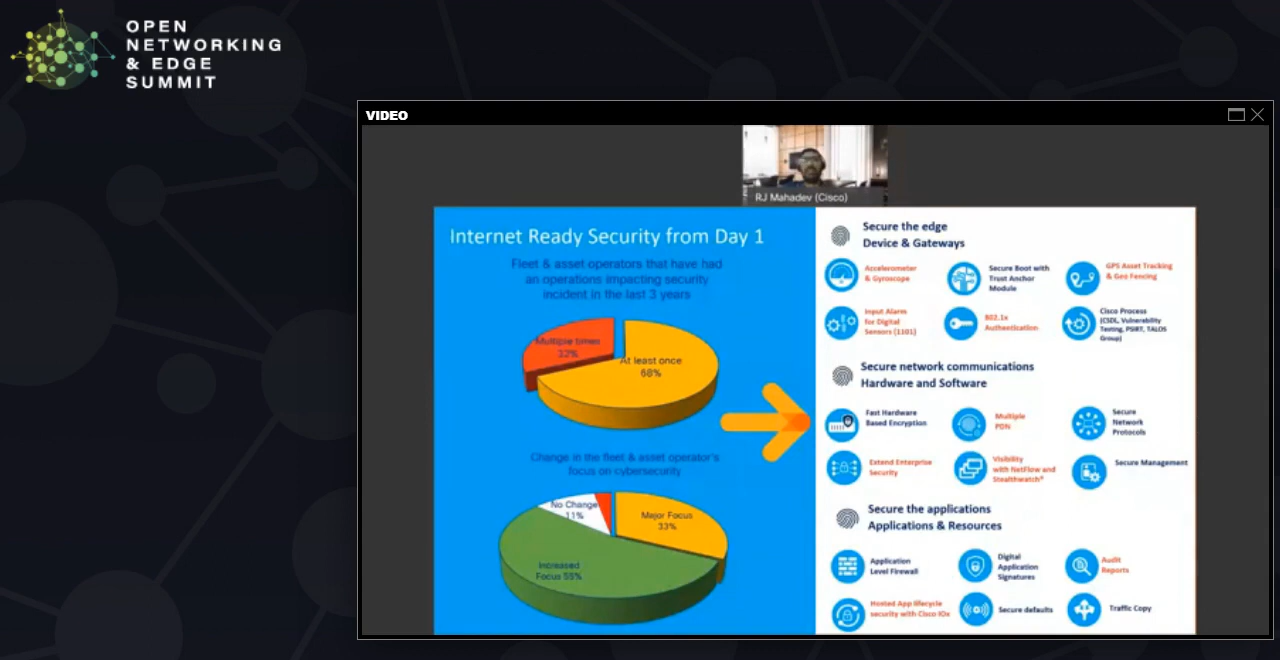 OPEN
NETWORKING
& EDGE
SUMMIT
VIDEO
RJ Mahadev (Cisco)
Internet Ready Security from Day 1
Fleet & asset operators that have had
an operations impacting security
incident in the last 3 years
Multiple times
32%
At least once
68%
Change in the fleet & asset operator's
focus on cybersecurity
No Change
11%
Major Focus
33%
Increased
Focus 55%
Secure the edge
Device & Gateways
Accelerometer
& Gyroscope
Secure Boot with
Trust Anchor
Module
GPS Asset Tracking
& Geo Fencing
Input Alarm
for Digital
Sensors (1101)
802.1x
Authentication
Cisco Process
(CSDL, Vulnerability
Testing, PSIRT, TALOS
Group)
Secure network communications
Hardware and Software
Fast Hardware
Based Encryption
Multiple
PDN
Secure
Network
Protocols
Extend Enterprise
Security
Visibility
with NetFlow and
Stealthwatch*
Secure Management
Secure the applications
Applications & Resources
Application
Level Firewall
Digital
Application
Signatures
Audit
Reports
Hosted App lifecycle
security with Cisco IOx
Secure defaults
Traffic Copy